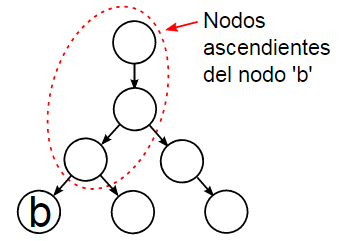 Nodos
ascendientes
del nodo 'b'
b